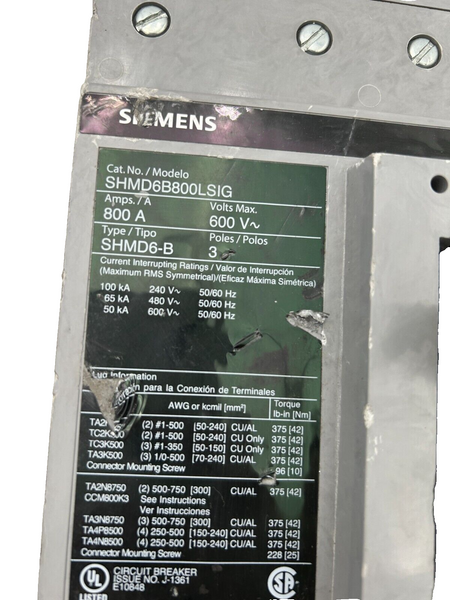 SIEMENS
Cat. No. / Modelo
SHMD6B800LSIG
Amps. / A Volts Max.
800 A 600 V~
Type / Tipo Poles / Polos
SHMD6-B 3
Current Interrupting Ratings / Valor de Interrupción
(Maximum RMS Symmetrical)/(Eficaz Máxima Simétrica)
100 kA 240 V~ 50/60 Hz
65 kA 480 V~ 50/60 Hz
50 kA 600 V~ 50/60 Hz
Lug Information
para la Conexión de Terminales
AWG or kcmil [mm²] Torque
lb-in [Nm]
(2) #1-500 [50-240] CU/AL 375 [42]
TC2K500 (2) #1-500 [50-240] CU Only 375 [42]
TC3K500 (3) #1-350 [50-150] CU Only 375 [42]
TA3K500 (3) 1/0-500 [70-240] CU/AL 375 [42]
Connector Mounting Screw 96 [10]
TA2N8750 (2) 500-750 [300] CU/AL 375 [42]
CCM800K3 See Instructions
Ver Instrucciones
TA3N8750 (3) 500-750 [300] CU/AL 375 [42]
TA4P8500 (4) 250-500 [150-240] CU/AL 375 [42]
TA4N8500 (4) 250-500 [150-240] CU/AL 375 [42]
Connector Mounting Screw 228 [25]
UL CIRCUIT BREAKER
ISSUE NO. J-1361
LISTED E10848